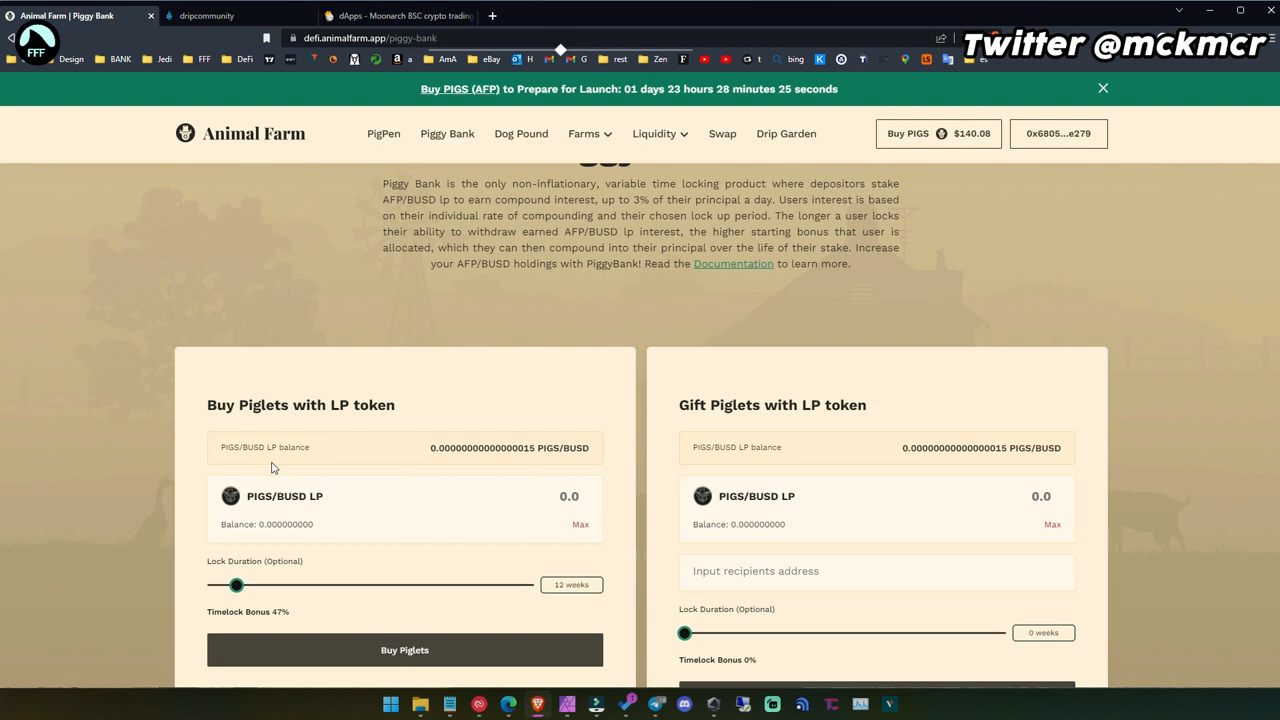 Animal Farm | Piggy Bank
dripcommunity
dApps - Moonarch BSC crypto trading
defi.animalfarm.app/piggy-bank
FFF
Twitter @mckmcr
Design
BANK
Jedi
FFF
DeFi
a
AmA
eBay
H
M
G
rest
Zen
F
t
bing
K
Buy PIGS (AFP) to Prepare for Launch: 01 days 23 hours 28 minutes 25 seconds
Animal Farm
PigPen
Piggy Bank
Dog Pound
Farms
Liquidity
Swap
Drip Garden
Buy PIGS $140.08
0x6805...e279
Piggy Bank is the only non-inflationary, variable time locking product where depositors stake
AFP/BUSD lp to earn compound interest, up to 3% of their principal a day. Users interest is based
on their individual rate of compounding and their chosen lock up period. The longer a user locks
their ability to withdraw earned AFP/BUSD lp interest, the higher starting bonus that user is
allocated, which they can then compound into their principal over the life of their stake. Increase
your AFP/BUSD holdings with PiggyBank! Read the Documentation to learn more.
Buy Piglets with LP token
PIGS/BUSD LP balance
0.00000000000000015 PIGS/BUSD
PIGS/BUSD LP
0.0
Balance: 0.000000000
Max
Lock Duration (Optional)
12 weeks
Timelock Bonus 47%
Buy Piglets
Gift Piglets with LP token
PIGS/BUSD LP balance
0.00000000000000015 PIGS/BUSD
PIGS/BUSD LP
0.0
Balance: 0.000000000
Max
Input recipients address
Lock Duration (Optional)
0 weeks
Timelock Bonus 0%